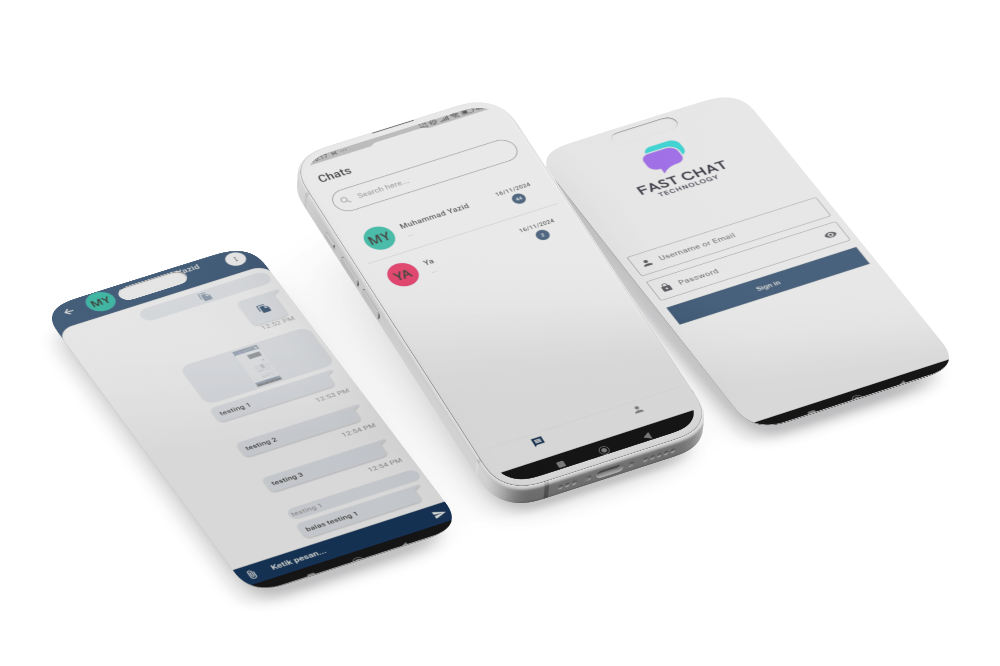 Yazid
MY
12:52 PM
testing 1
12:53 PM
testing 2
12:54 PM
testing 3
12:54 PM
testing 1
balas testing 1
Ketik pesan...
Chats
Search here...
MY
Muhammad Yazid
16/11/2024
44
YA
Ya
16/11/2024
FAST CHAT
TECHNOLOGY
Username or Email
Password
Sign in